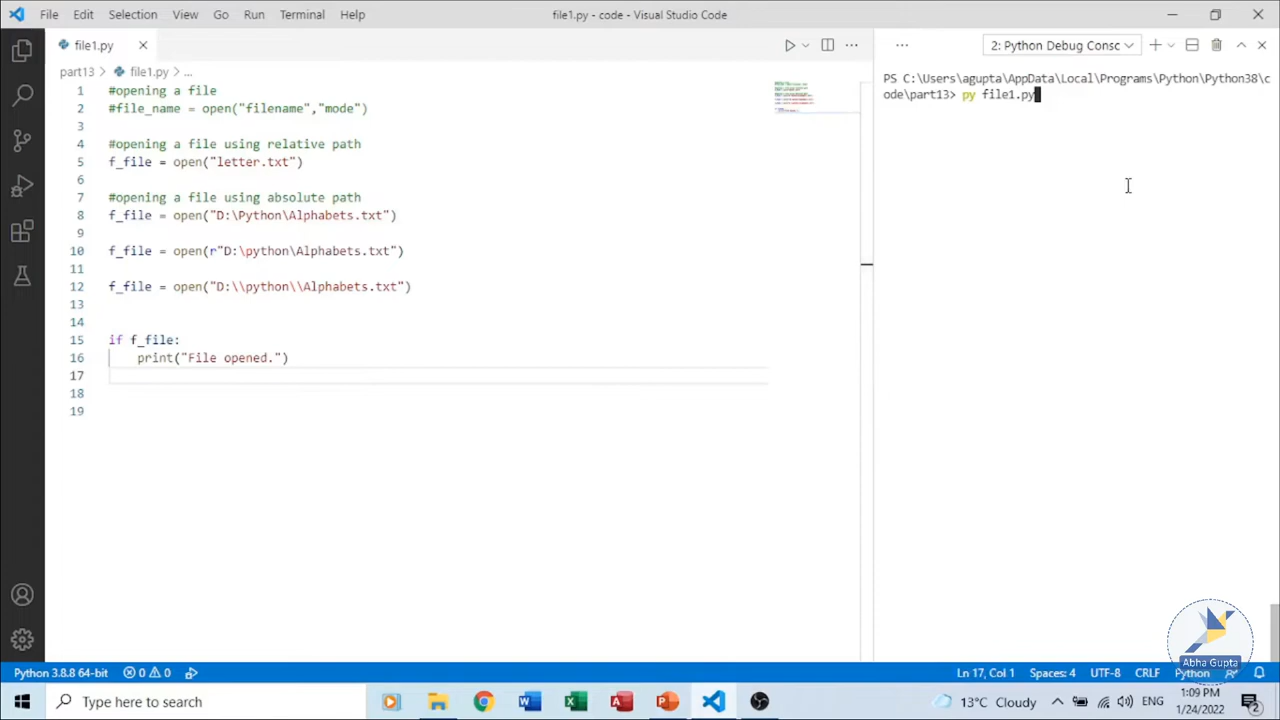 File Edit Selection View Go Run Terminal Help
file1.py - code - Visual Studio Code
file1.py
2: Python Debug Consc
part13 > file1.py > ...
1 #opening a file
2 #file_name = open("filename","mode")
3
4 #opening a file using relative path
5 f_file = open("letter.txt")
6
7 #opening a file using absolute path
8 f_file = open("D:\Python\Alphabets.txt")
9
10 f_file = open(r"D:\python\Alphabets.txt")
11
12 f_file = open("D:\\python\\Alphabets.txt")
13
14
15 if f_file:
16     print("File opened.")
17
18
19
PS C:\Users\agupta\AppData\Local\Programs\Python\Python38\c
ode\part13> py file1.py
Abha Gupta
Python 3.8.8 64-bit 0 0
Ln 17, Col 1 Spaces: 4 UTF-8 CRLF Python
Type here to search
13°C Cloudy ENG
1:09 PM
1/24/2022
2